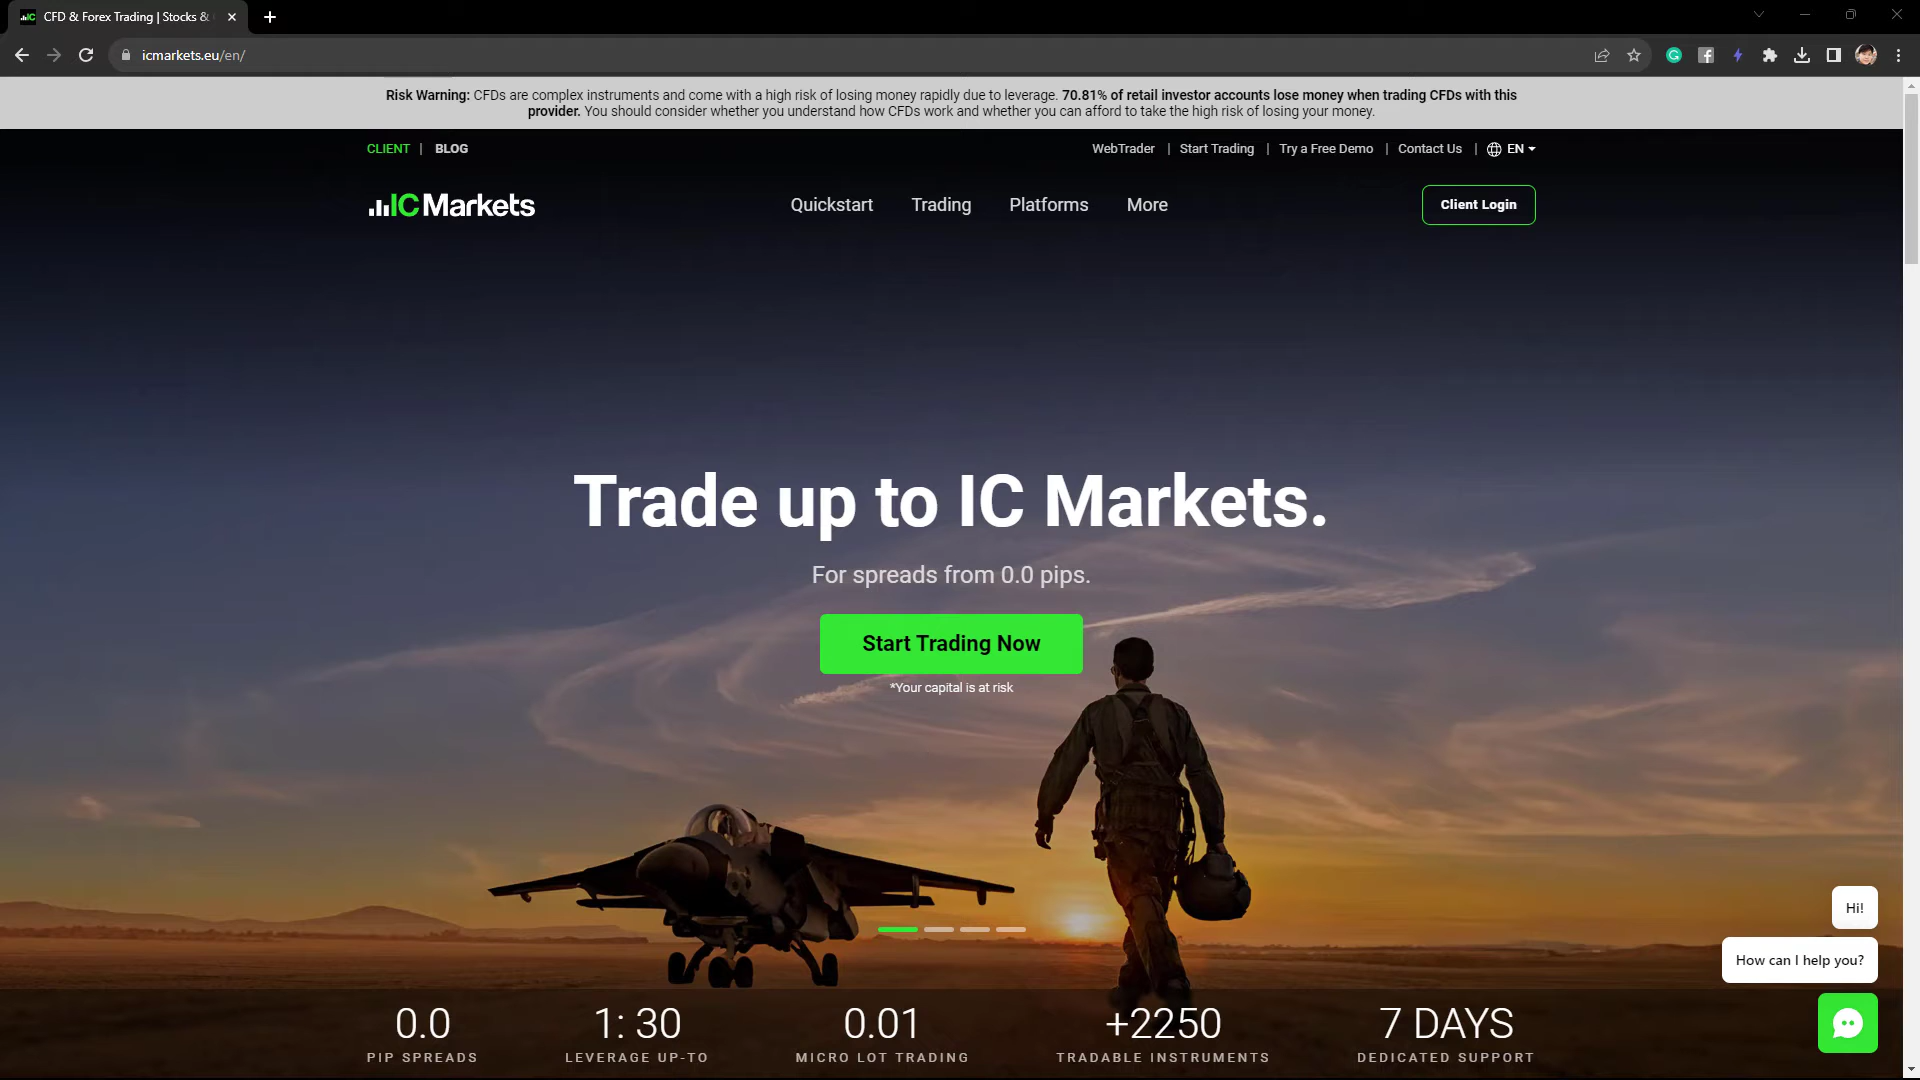 CFD & Forex Trading | Stocks &
icmarkets.eu/en/
Risk Warning: CFDs are complex instruments and come with a high risk of losing money rapidly due to leverage. 70.81% of retail investor accounts lose money when trading CFDs with this
provider. You should consider whether you understand how CFDs work and whether you can afford to take the high risk of losing your money.
CLIENT | BLOG
WebTrader | Start Trading | Try a Free Demo | Contact Us | EN
IC Markets
Quickstart Trading Platforms More
Client Login
Trade up to IC Markets.
For spreads from 0.0 pips.
Start Trading Now
*Your capital is at risk
Hi!
How can I help you?
0.0 1: 30 0.01 +2250 7 DAYS
PIP SPREADS LEVERAGE UP-TO MICRO LOT TRADING TRADABLE INSTRUMENTS DEDICATED SUPPORT